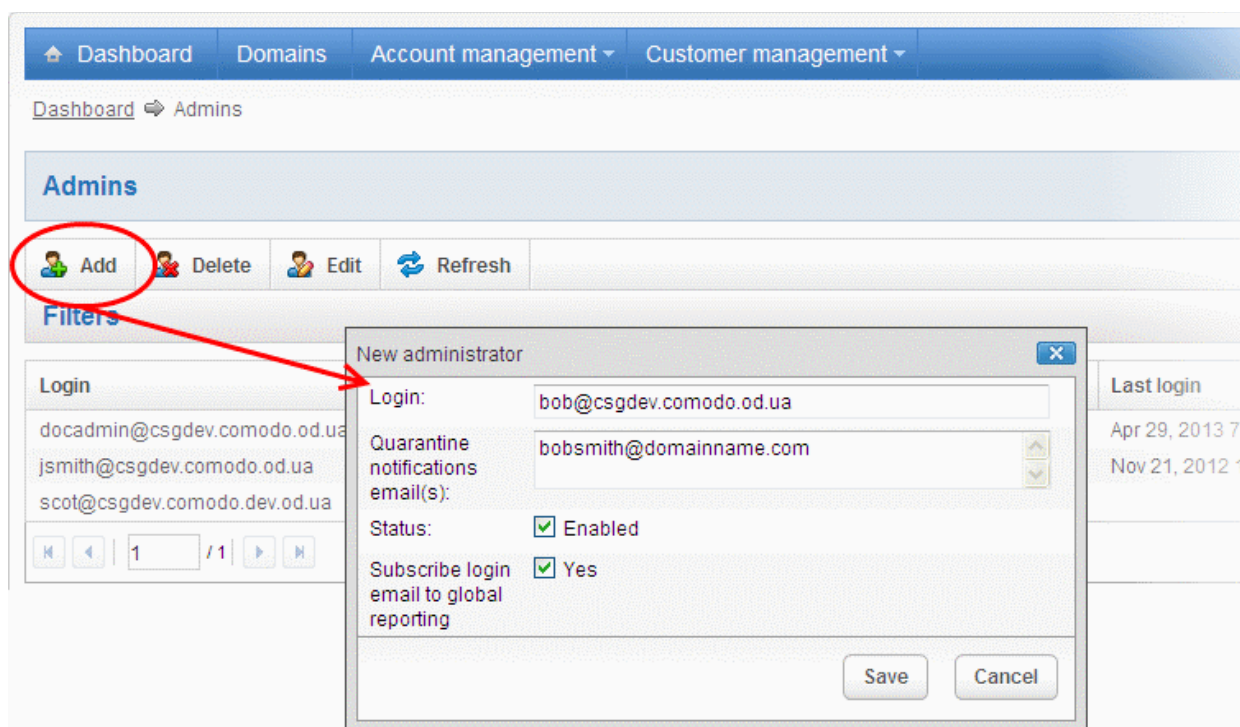 Dashboard Domains Account management Customer management
Dashboard Admins
Admins
Add Delete Edit Refresh
Filters
Login Last login
docadmin@csgdev.comodo.od.ua Apr 29, 2013 7
jsmith@csgdev.comodo.od.ua Nov 21, 2012 1
scot@csgdev.comodo.dev.od.ua
1 / 1
New administrator
Login: bob@csgdev.comodo.od.ua
Quarantine bobsmith@domainname.com
notifications
email(s):
Status: Enabled
Subscribe login Yes
email to global
reporting
Save Cancel